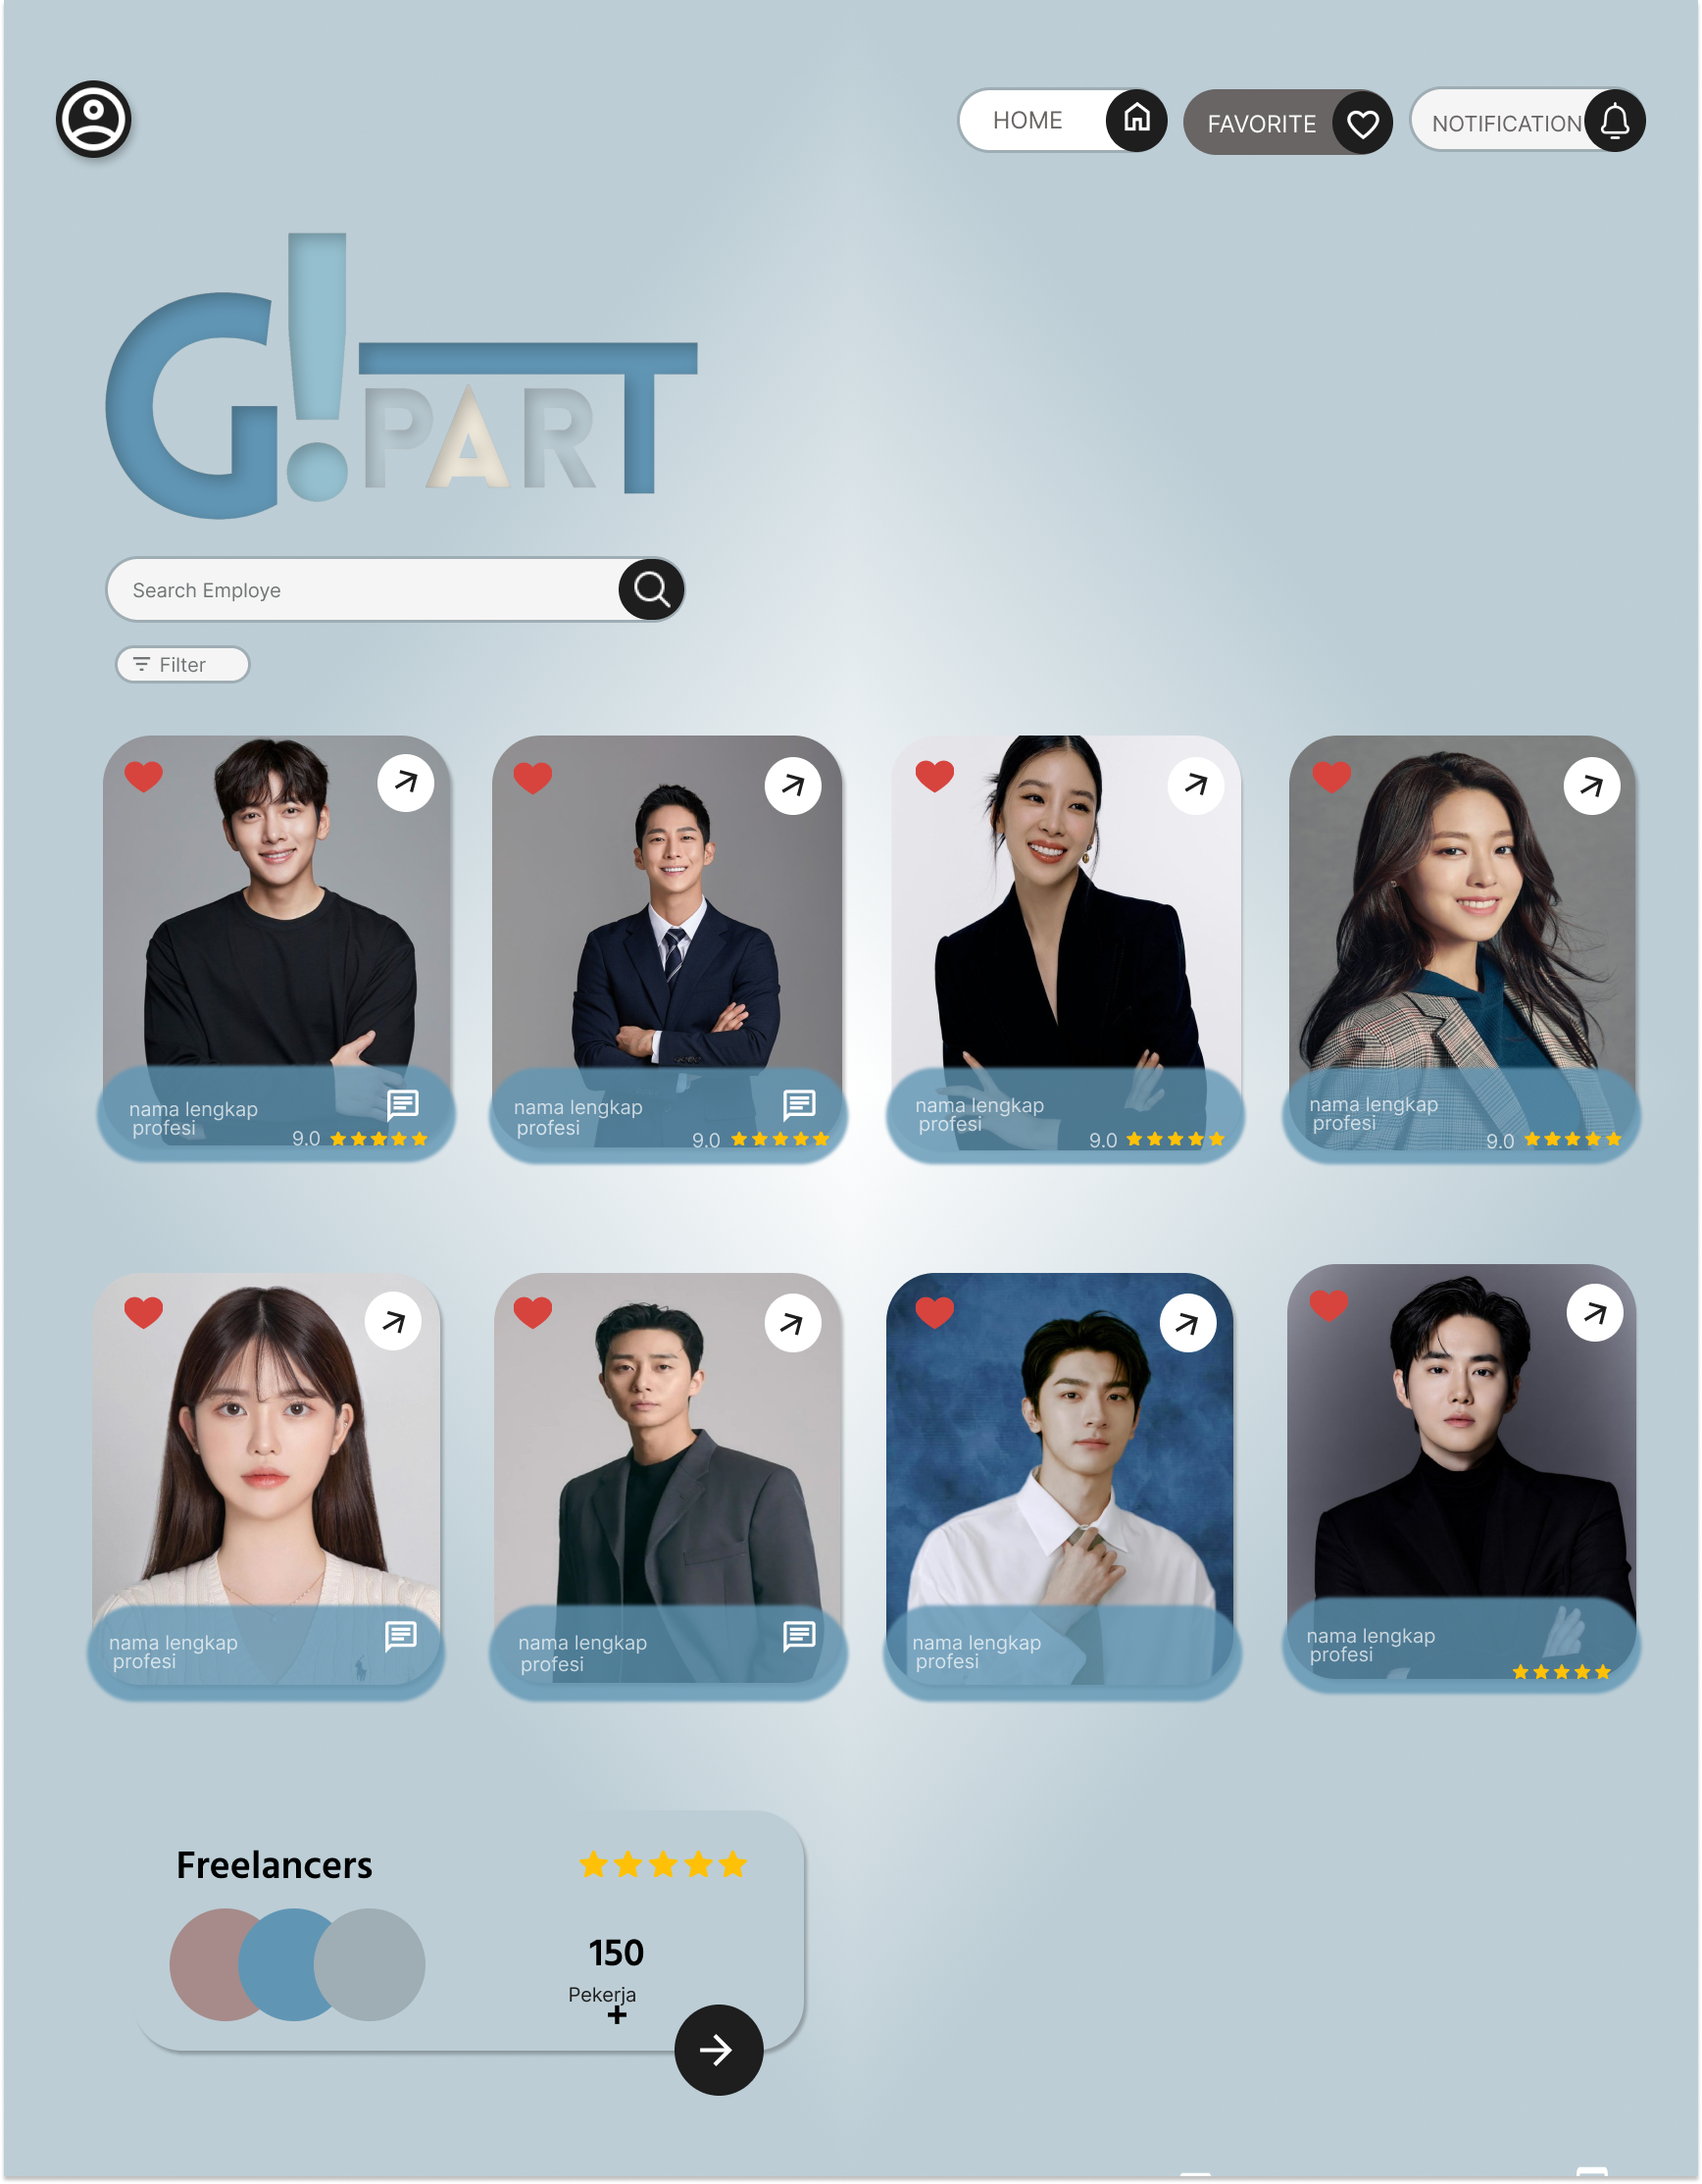 HOME
FAVORITE
NOTIFICATION
G!PART
Search Employe
Filter
nama lengkap
profesi
9.0
nama lengkap
profesi
9.0
nama lengkap
profesi
9.0
nama lengkap
profesi
9.0
nama lengkap
profesi
nama lengkap
profesi
nama lengkap
profesi
nama lengkap
profesi
Freelancers
150
Pekerja
+